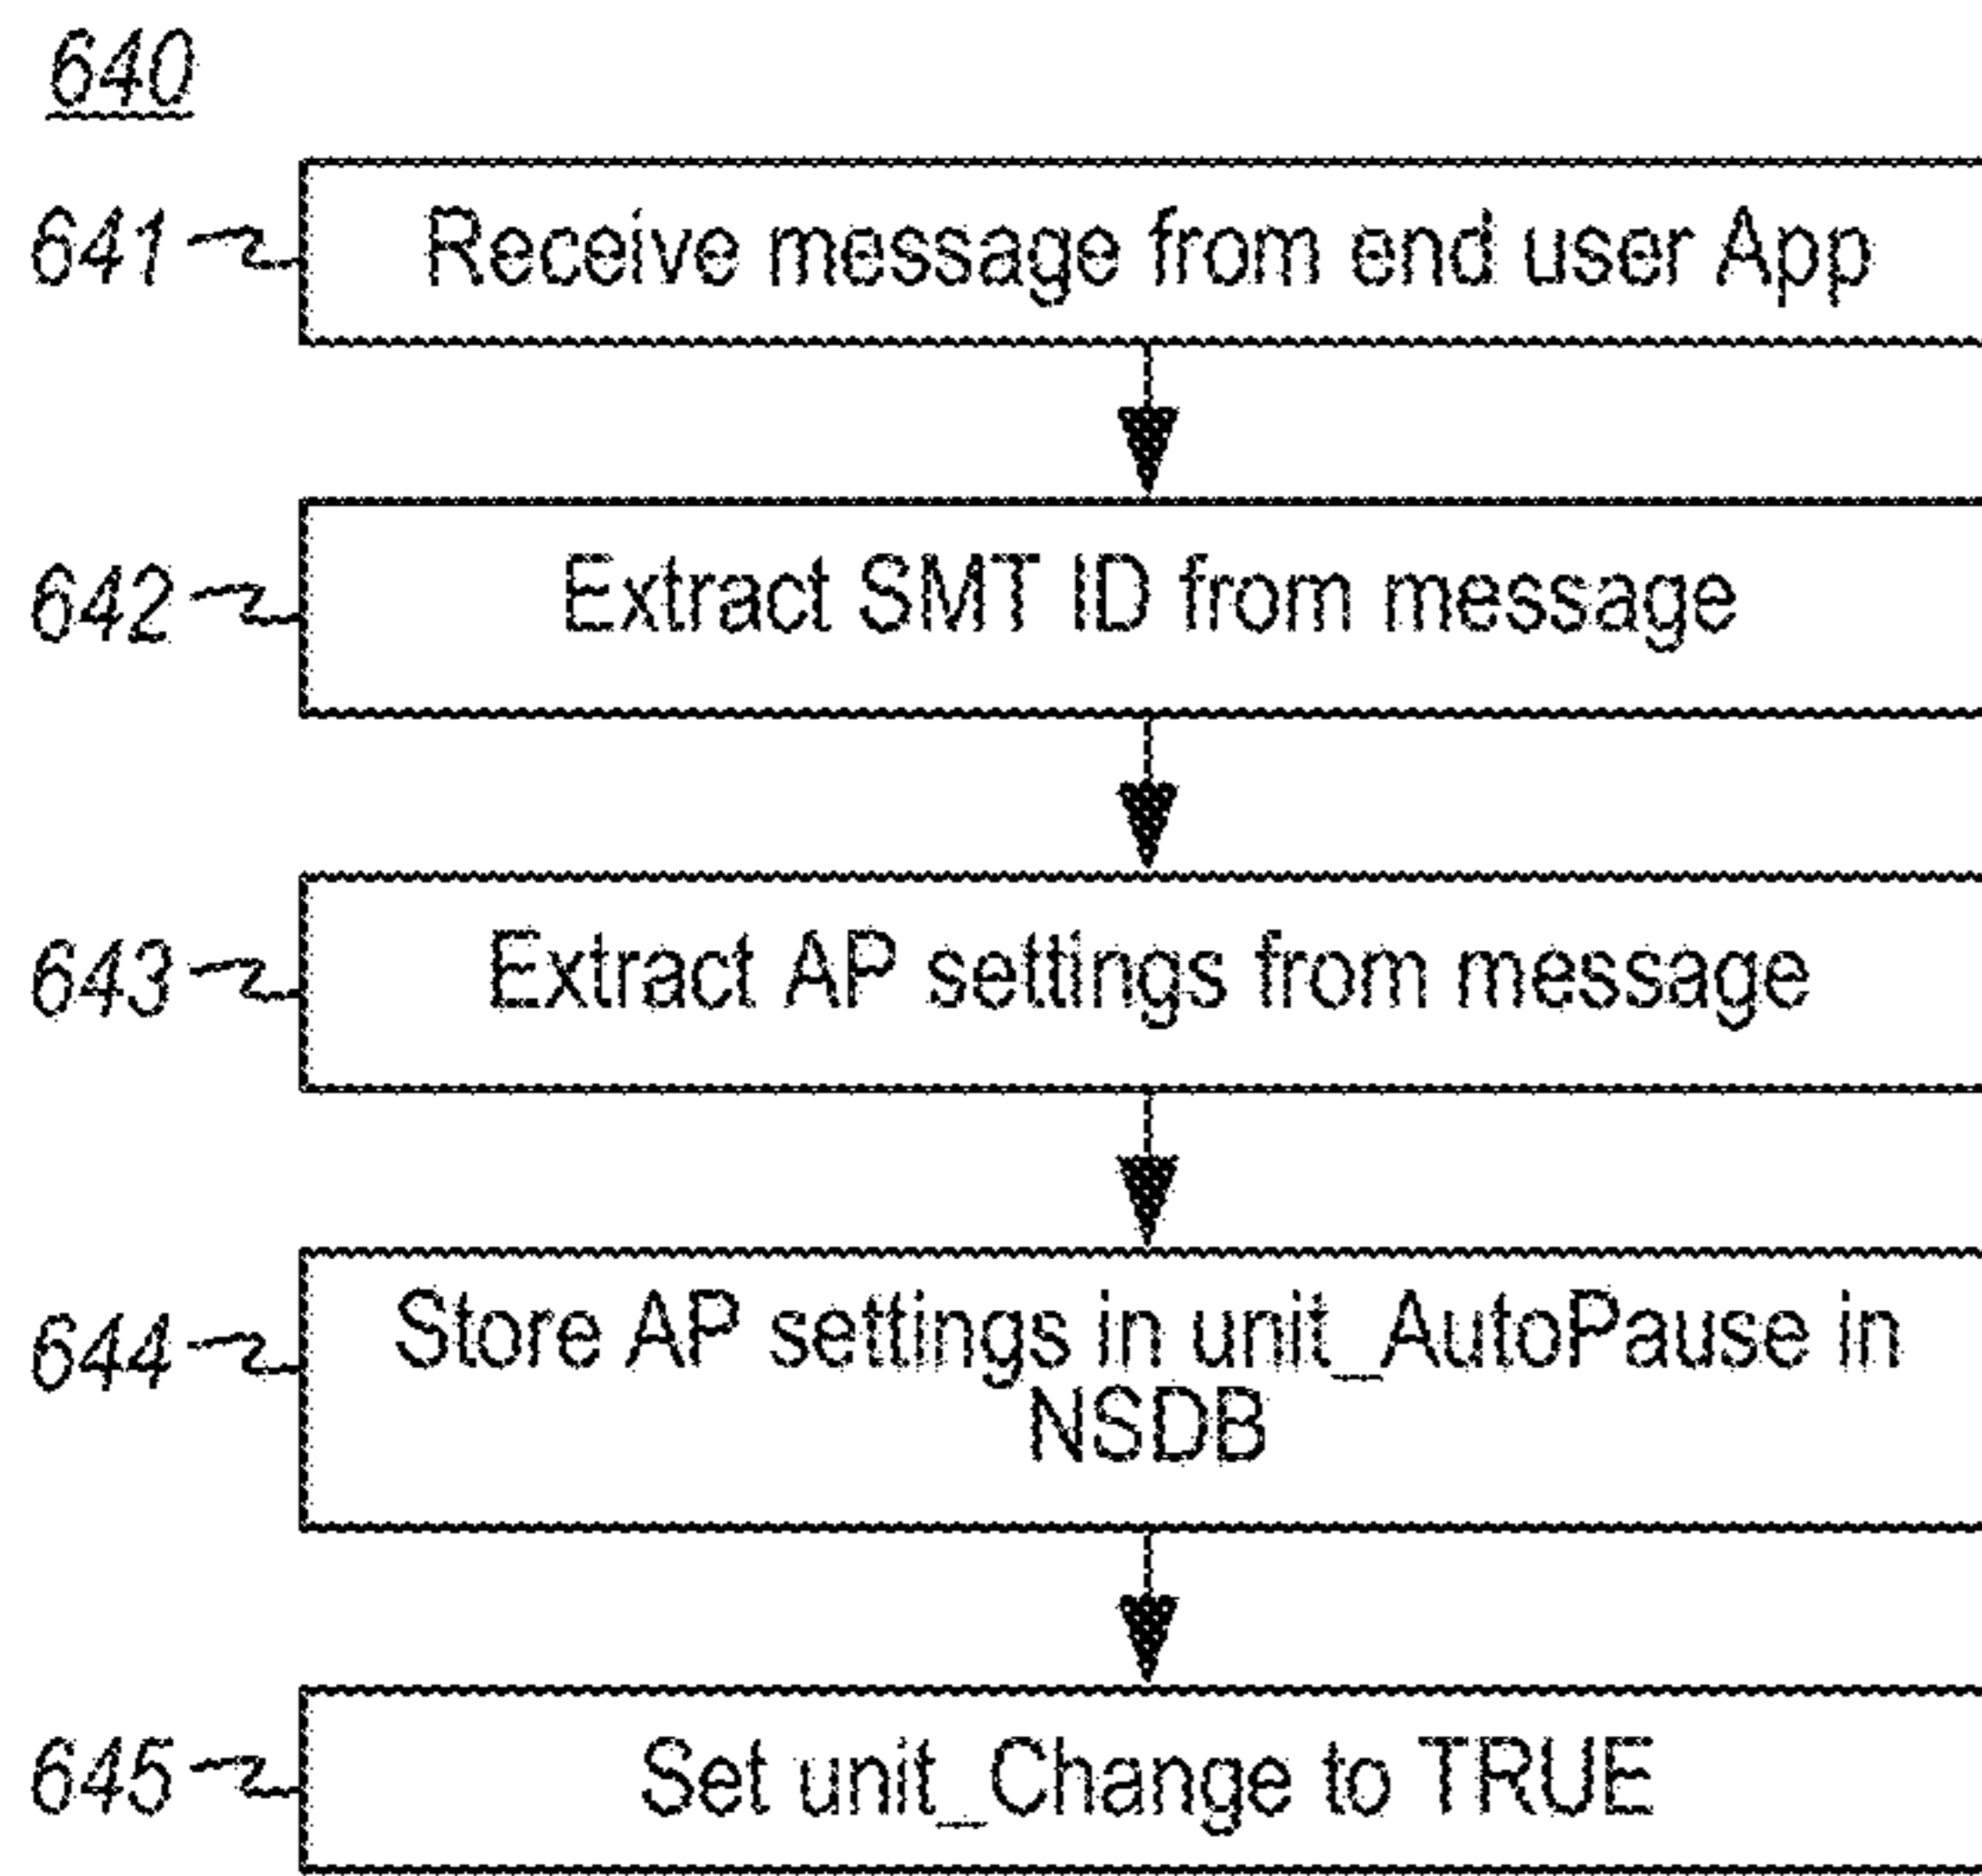 640
641 Receive message from end user App
642 Extract SMT ID from message
643 Extract AP settings from message
644 Store AP settings in unit_AutoPause in
NSDB
645 Set unit_Change to TRUE